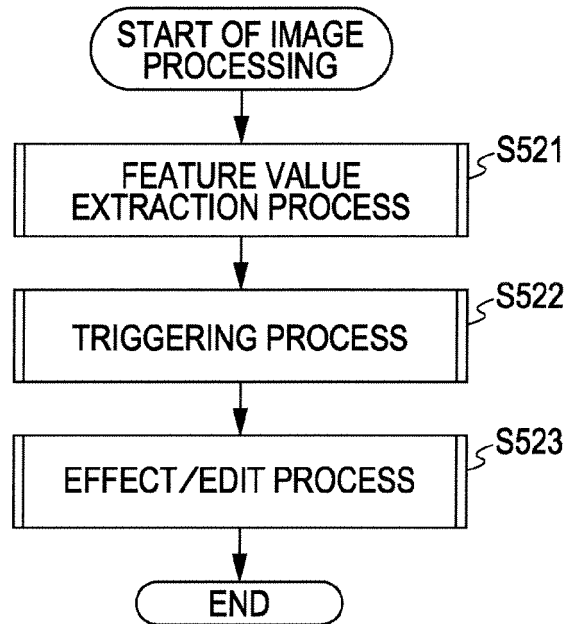 START OF IMAGE
PROCESSING
S521
FEATURE VALUE
EXTRACTION PROCESS
S522
TRIGGERING PROCESS
S523
EFFECT/EDIT PROCESS
END